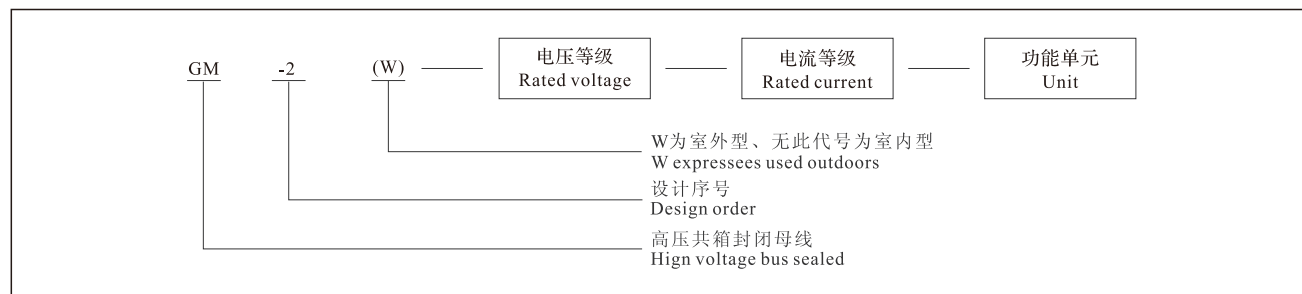 GM -2 (W) 电压等级 电流等级 功能单元
Rated voltage Rated current Unit
W为室外型、无此代号为室内型
W expressees used outdoors
设计序号
Design order
高压共箱封闭母线
Hign voltage bus sealed